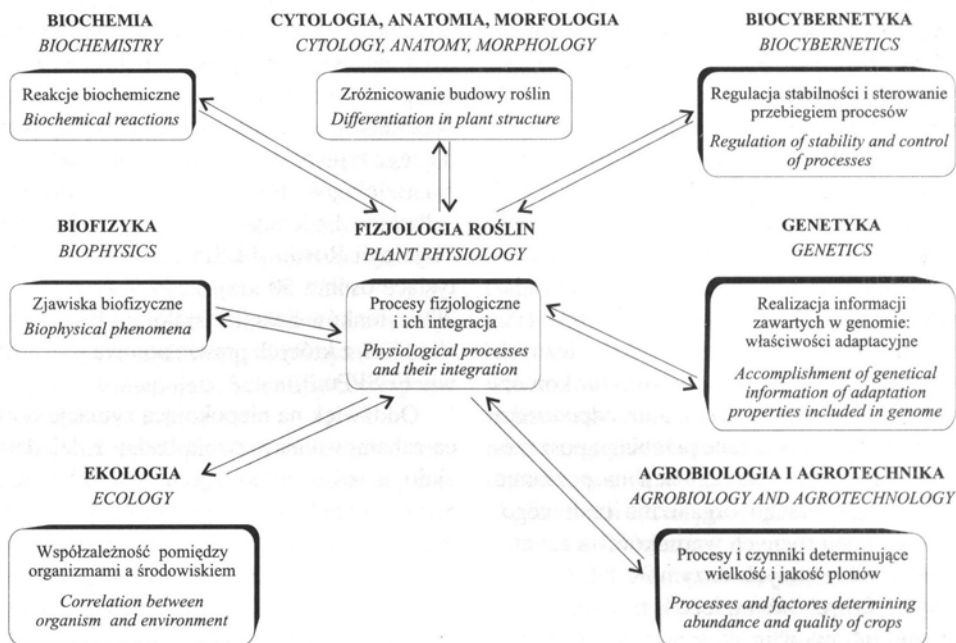 BIOCHEMIA
BIOCHEMISTRY
Reakcje biochemiczne
Biochemical reactions
CYTOLOGIA, ANATOMIA, MORFOLOGIA
CYTOLOGY, ANATOMY, MORPHOLOGY
Zróżnicowanie budowy roślin
Differentiation in plant structure
BIOCYBERNETYKA
BIOCYBERNETICS
Regulacja stabilności i sterowanie
przebiegiem procesów
Regulation of stability and control
of processes
BIOFIZYKA
BIOPHYSICS
Zjawiska biofizyczne
Biophysical phenomena
FIZJOLOGIA ROŚLIN
PLANT PHYSIOLOGY
Procesy fizjologiczne
i ich integracja
Physiological processes
and their integration
GENETYKA
GENETICS
Realizacja informacji
zawartych w genomie:
właściwości adaptacyjne
Accomplishment of genetical
information of adaptation
properties included in genome
EKOLOGIA
ECOLOGY
Współzależność pomiędzy
organizmami a środowiskiem
Correlation between
organism and environment
AGROBIOLOGIA I AGROTECHNIKA
AGROBIOLOGY AND AGROTECHNOLOGY
Procesy i czynniki determinujące
wielkość i jakość plonów
Processes and factores determining
abundance and quality of crops